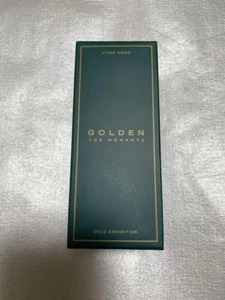 JUNG KOOK
GOLDEN
THE MOMENTS
SOLO EXHIBITION